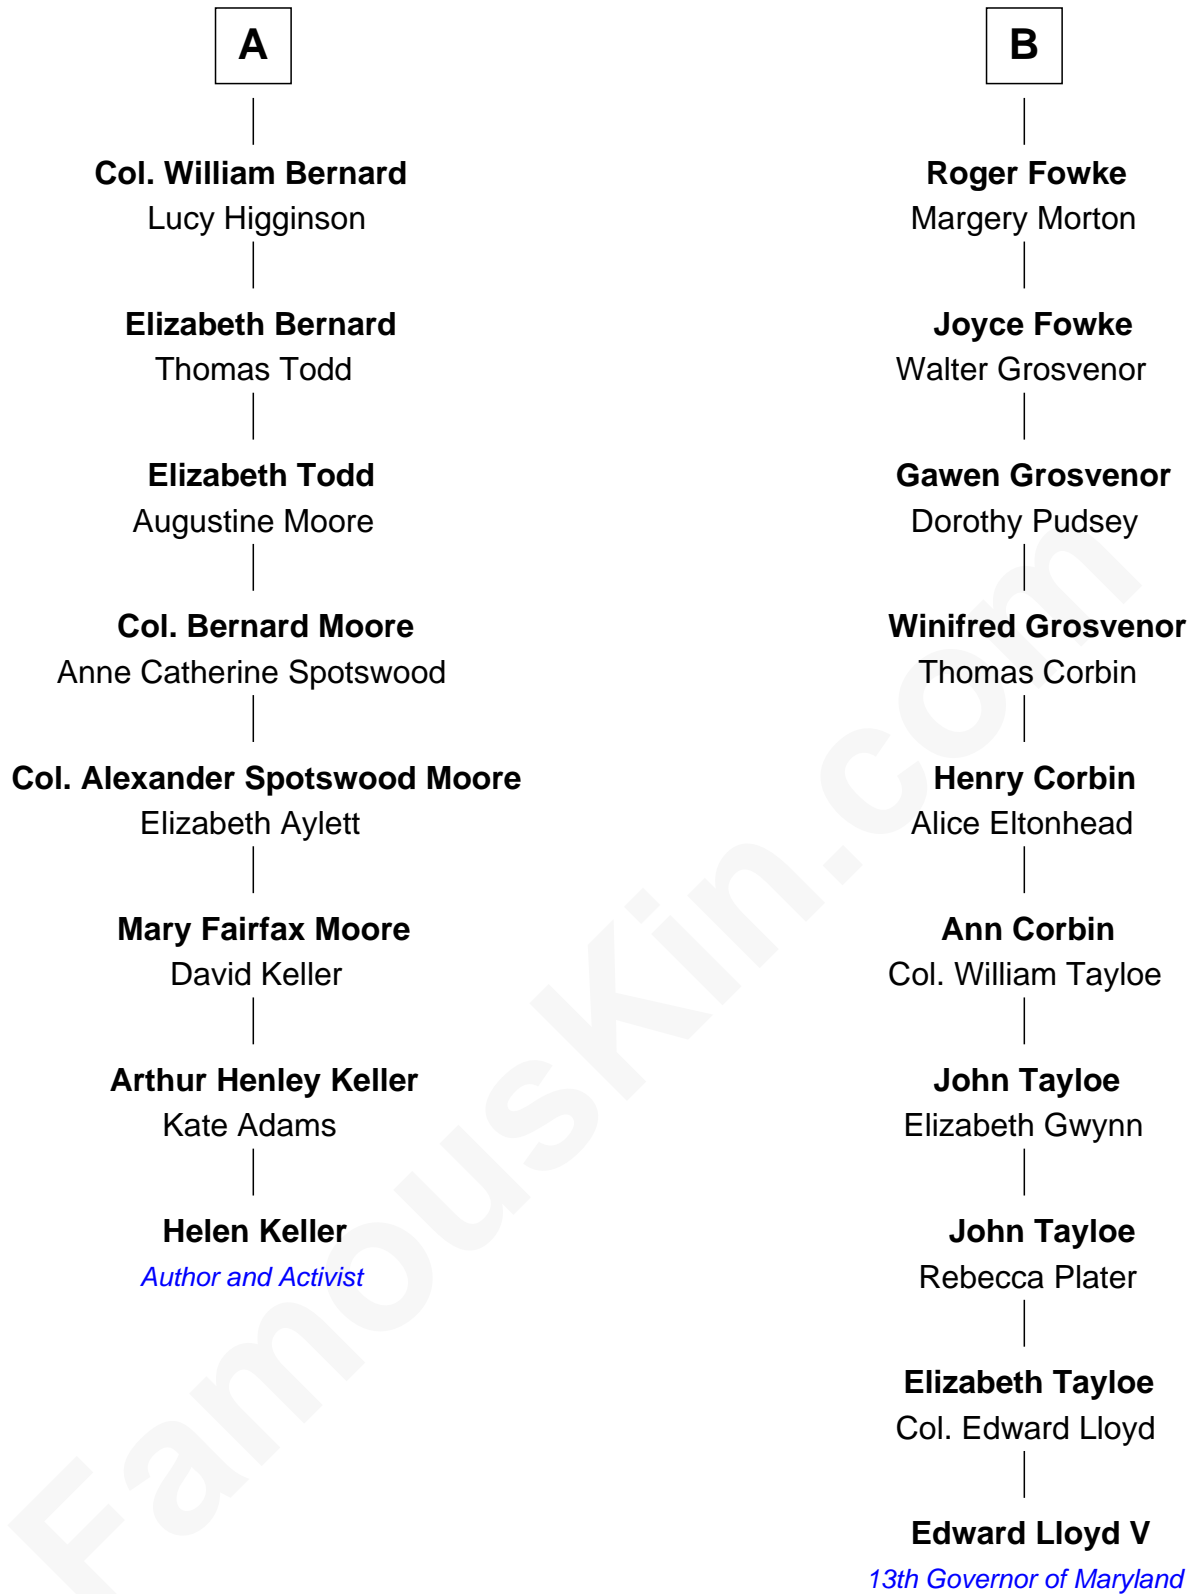 A
Col. William Bernard
Lucy Higginson
Elizabeth Bernard
Thomas Todd
Elizabeth Todd
Augustine Moore
Col. Bernard Moore
Anne Catherine Spotswood
Col. Alexander Spotswood Moore
Elizabeth Aylett
Mary Fairfax Moore
David Keller
Arthur Henley Keller
Kate Adams
Helen Keller
Author and Activist
B
Roger Fowke
Margery Morton
Joyce Fowke
Walter Grosvenor
Gawen Grosvenor
Dorothy Pudsey
Winifred Grosvenor
Thomas Corbin
Henry Corbin
Alice Eltonhead
Ann Corbin
Col. William Tayloe
John Tayloe
Elizabeth Gwynn
John Tayloe
Rebecca Plater
Elizabeth Tayloe
Col. Edward Lloyd
Edward Lloyd V
13th Governor of Maryland
FamousKin.com